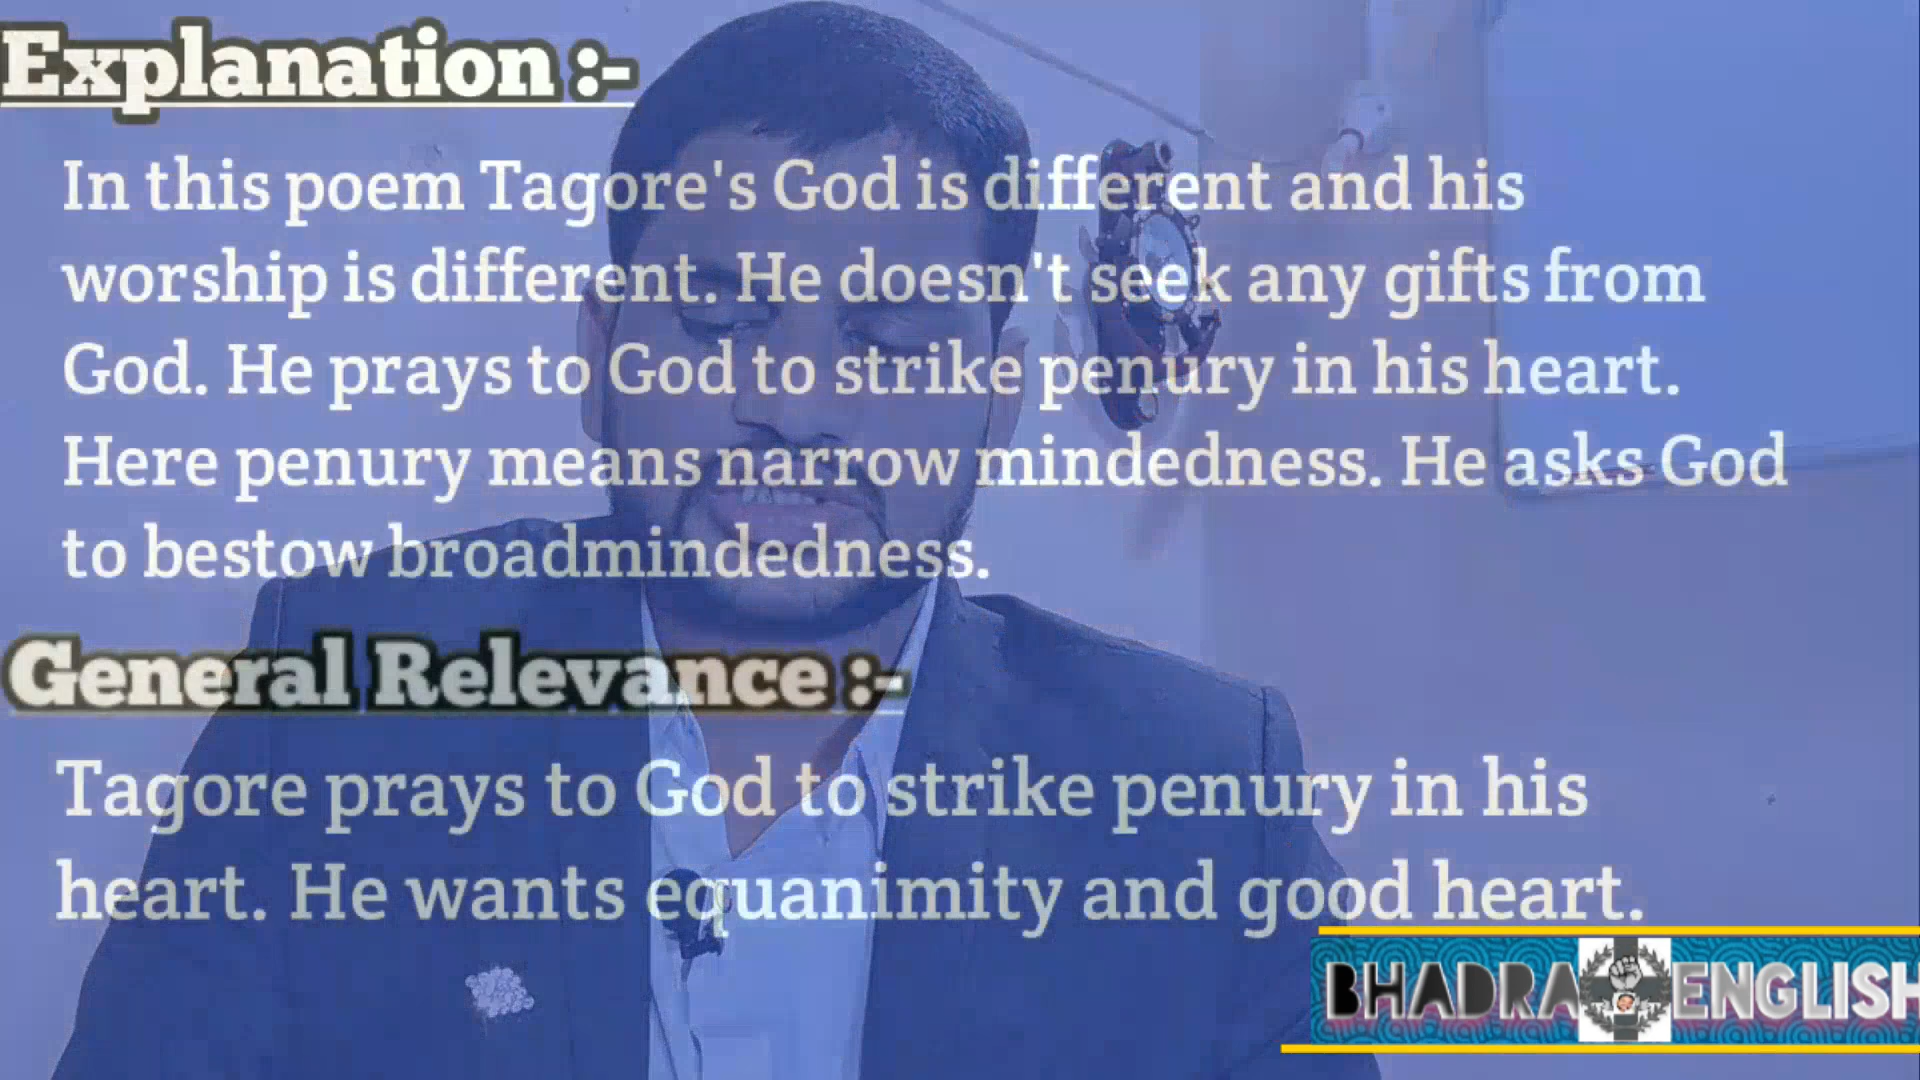 Explanation :-
In this poem Tagore's God is different and his
worship is different. He doesn't seek any gifts from
God. He prays to God to strike penury in his heart.
Here penury means narrow mindedness. He asks God
to bestow broadmindedness.
General Relevance :-
Tagore prays to God to strike penury in his
heart. He wants equanimity and good heart.
BHADRA ENGLISH